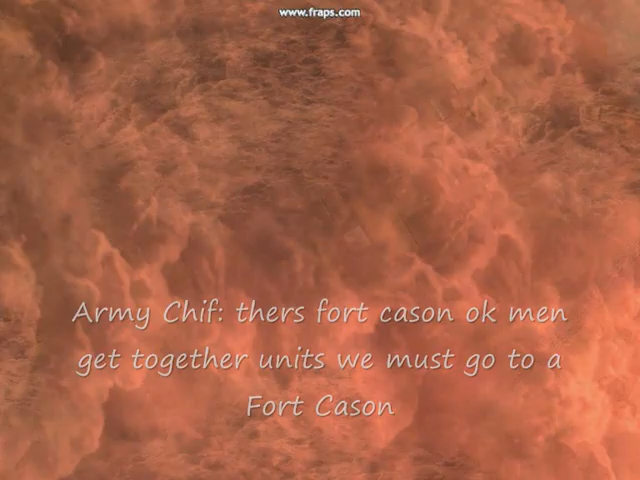 www.fraps.com
Army Chif: thers fort cason ok men
get together units we must go to a
Fort Cason